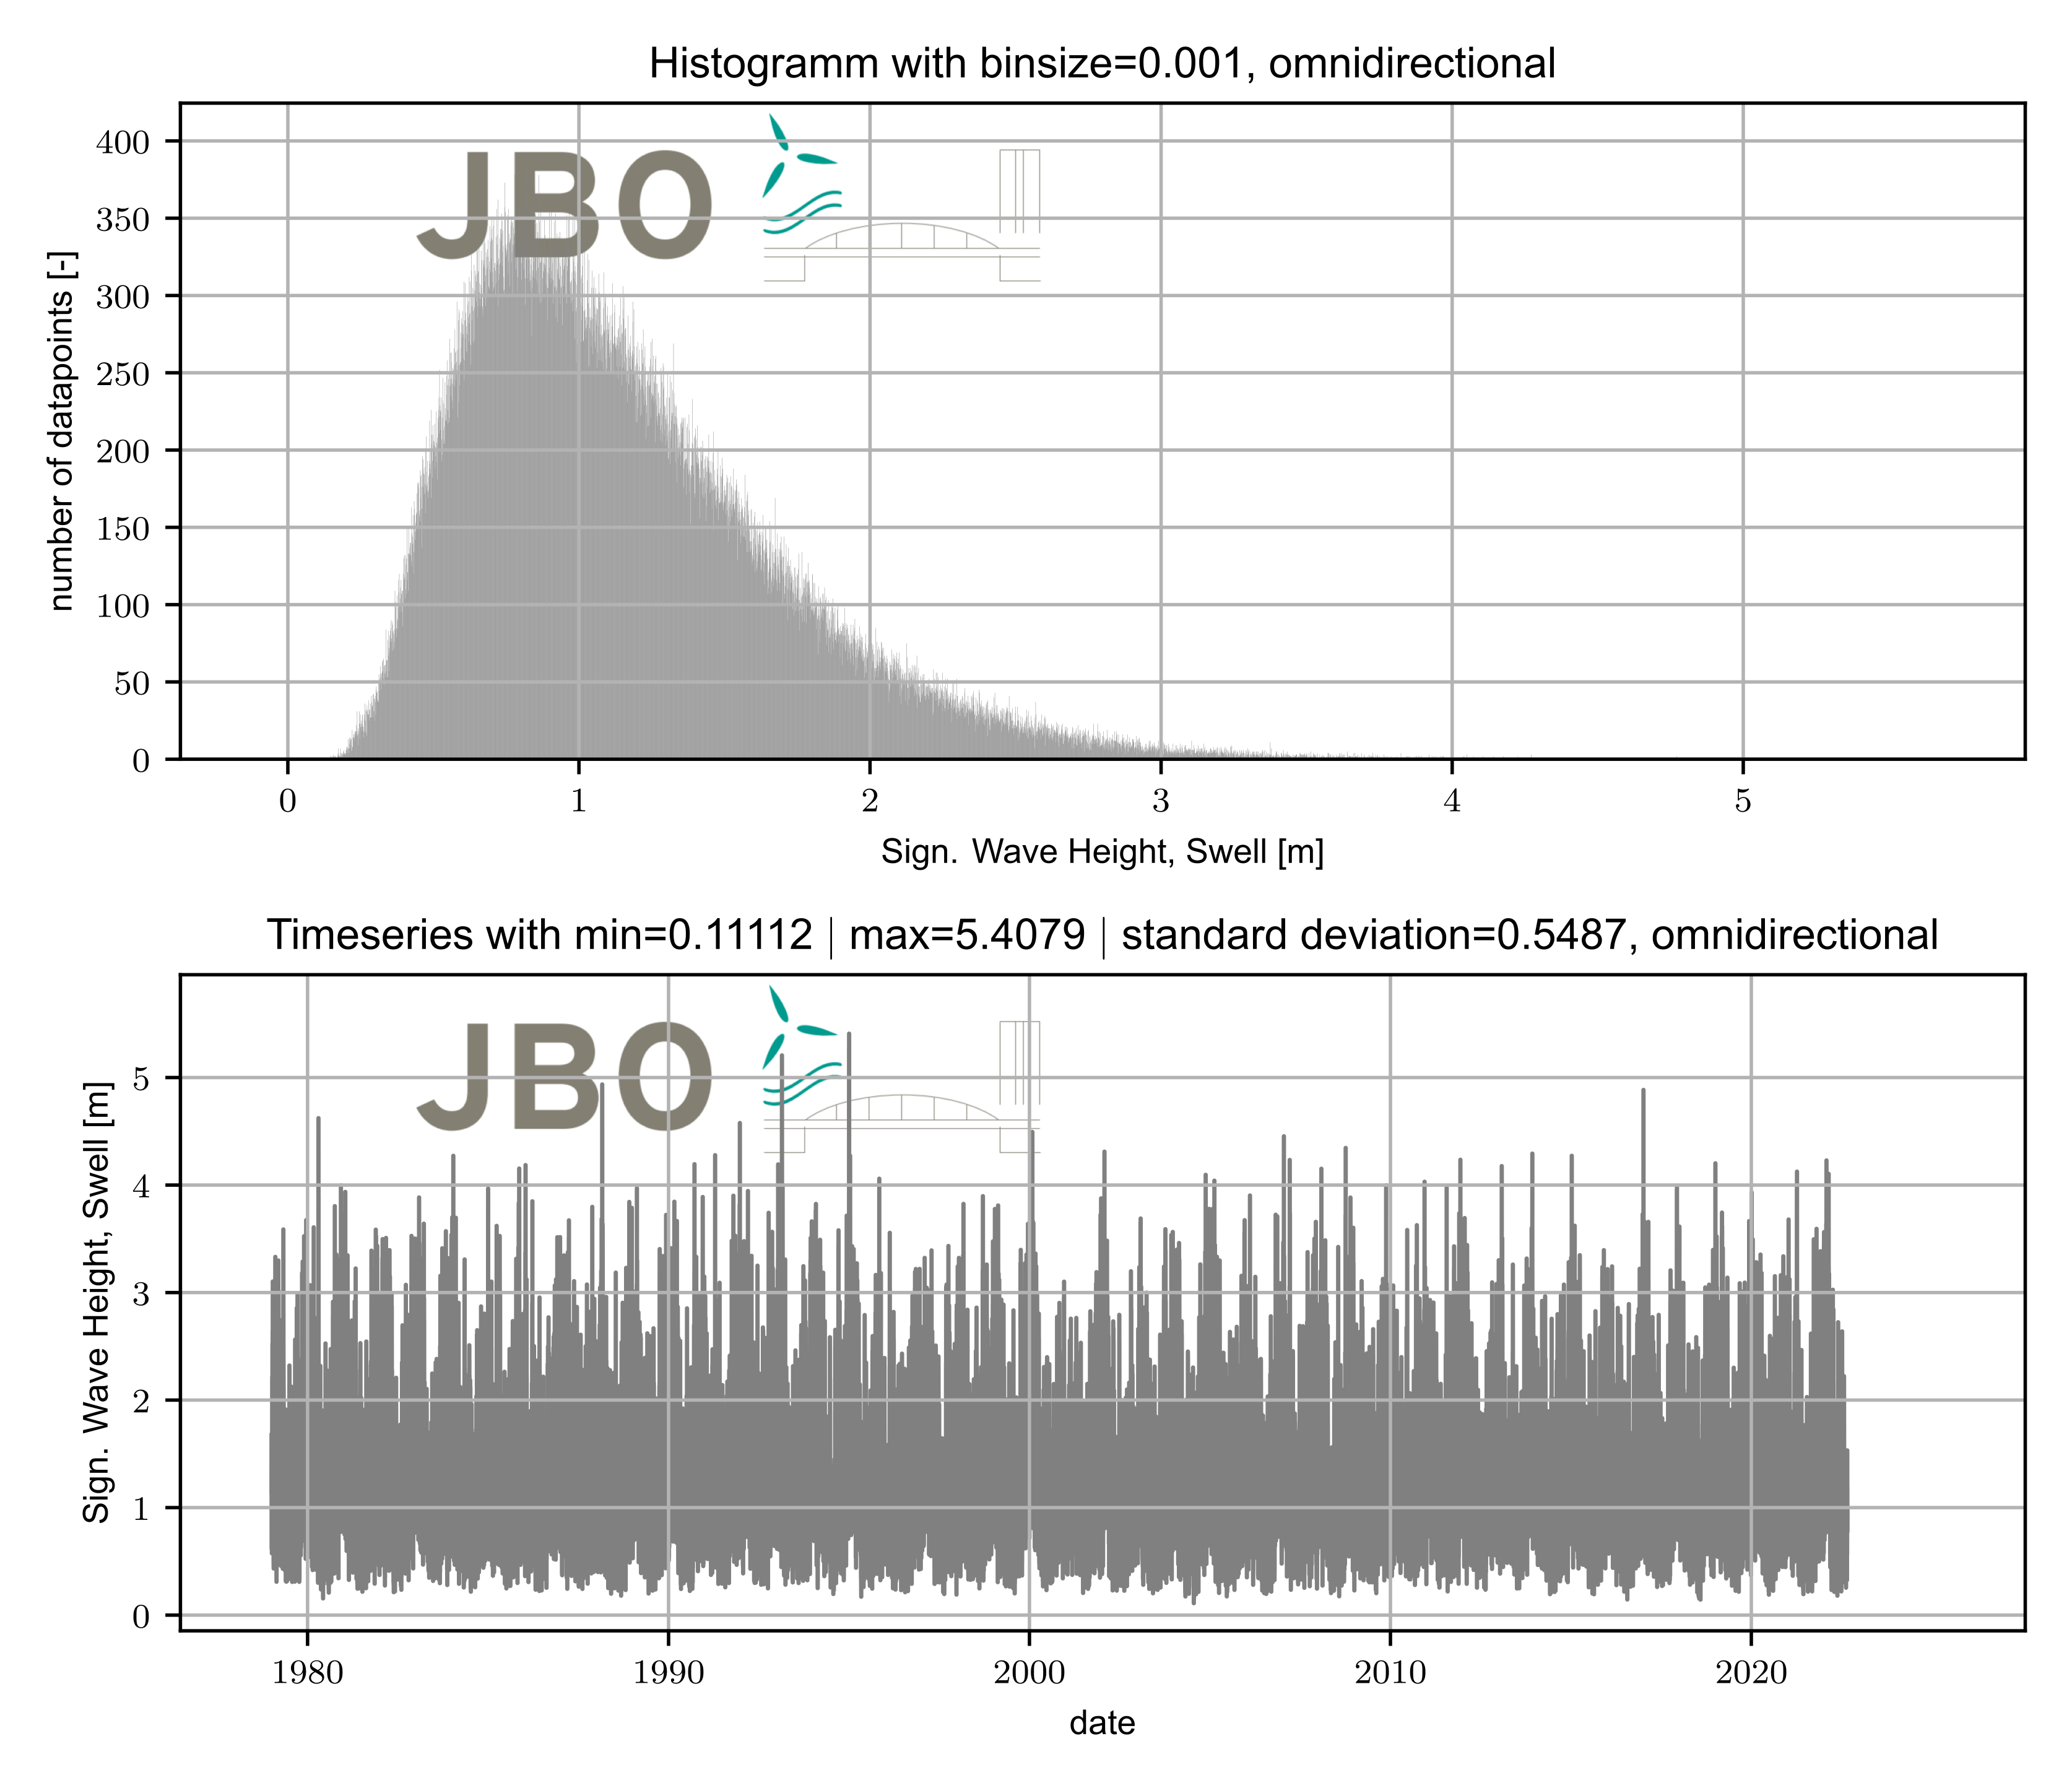 Histogramm with binsize=0.001, omnidirectional
JBO
number of datapoints [-]
400
350
300
250
200
150
100
50
0
0 1 2 3 4 5
Sign. Wave Height, Swell [m]
Timeseries with min=0.11112 | max=5.4079 | standard deviation=0.5487, omnidirectional
JBO
Sign. Wave Height, Swell [m]
5
4
3
2
1
0
1980 1990 2000 2010 2020
date